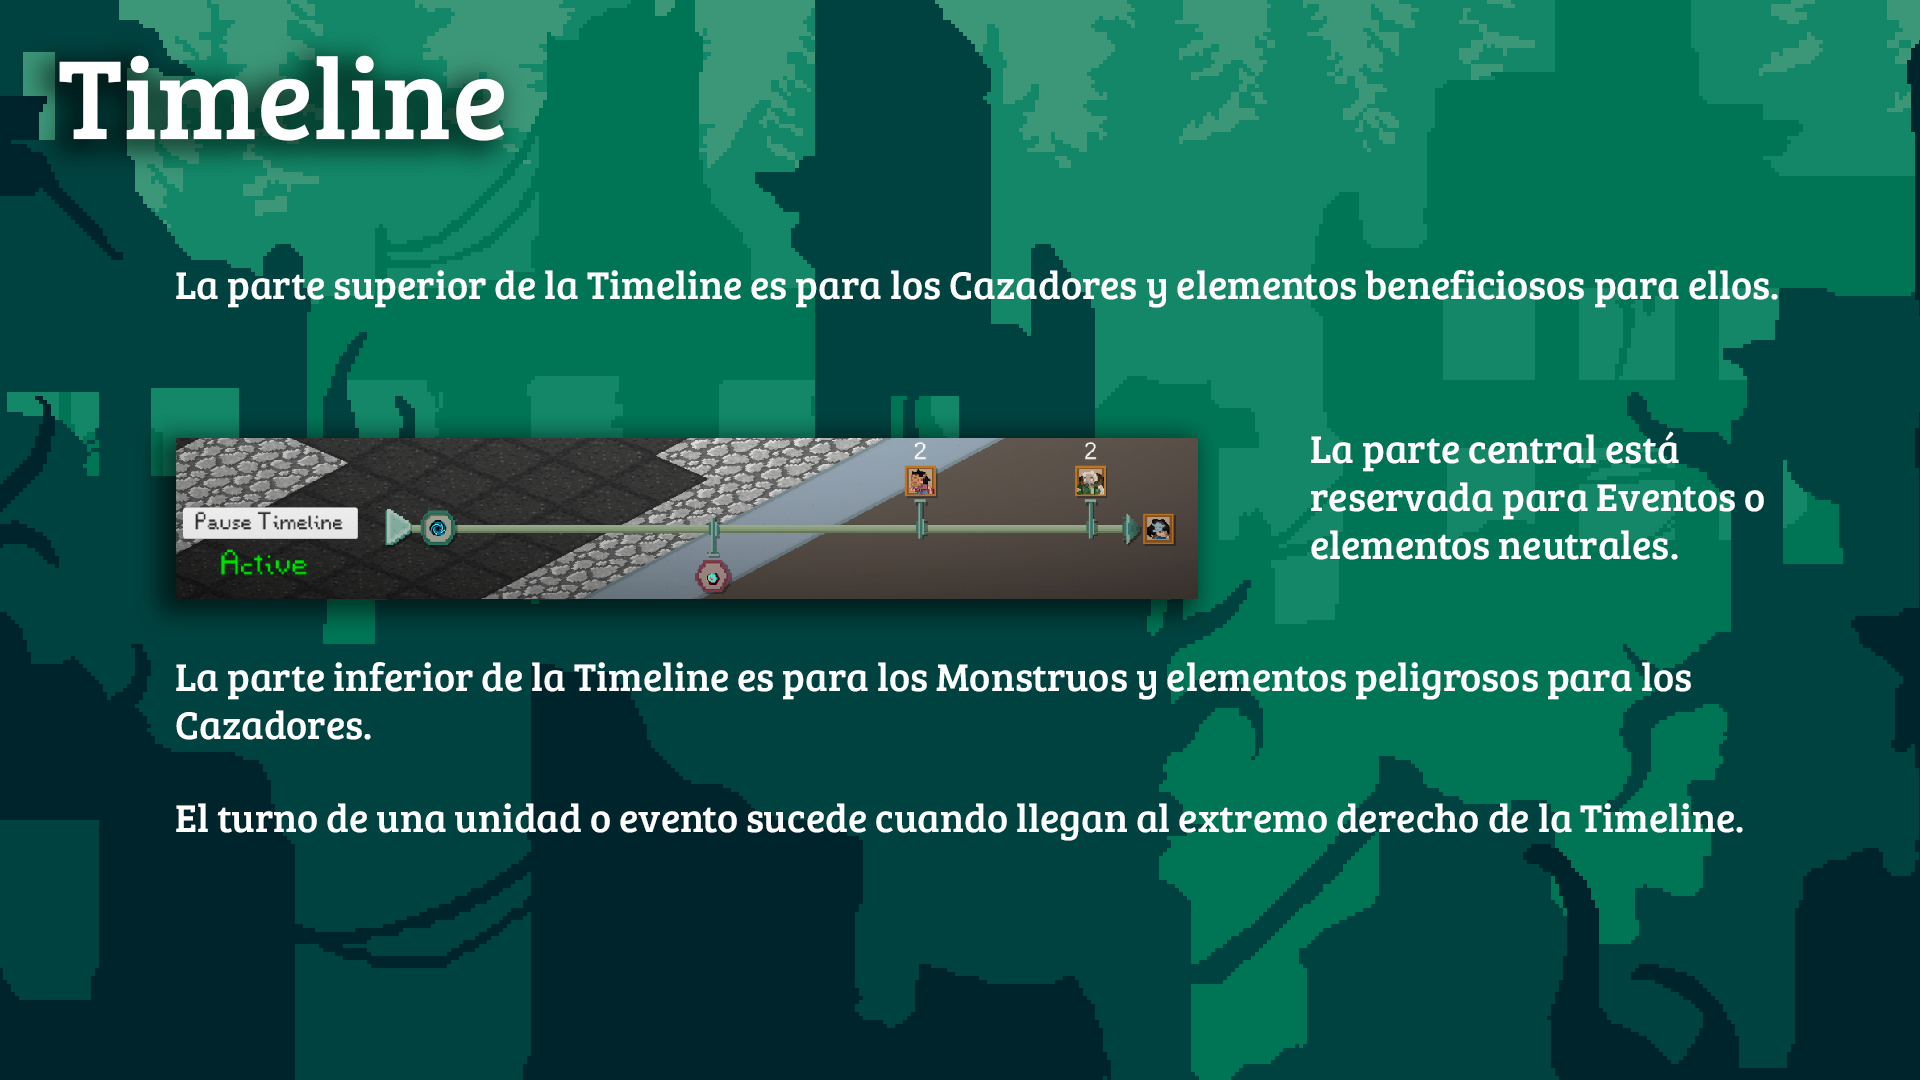 Timeline
La parte superior de la Timeline es para los Cazadores y elementos beneficiosos para ellos.
2 2
Pause Timeline
Active
La parte central está
reservada para Eventos o
elementos neutrales.
La parte inferior de la Timeline es para los Monstruos y elementos peligrosos para los
Cazadores.
El turno de una unidad o evento sucede cuando llegan al extremo derecho de la Timeline.